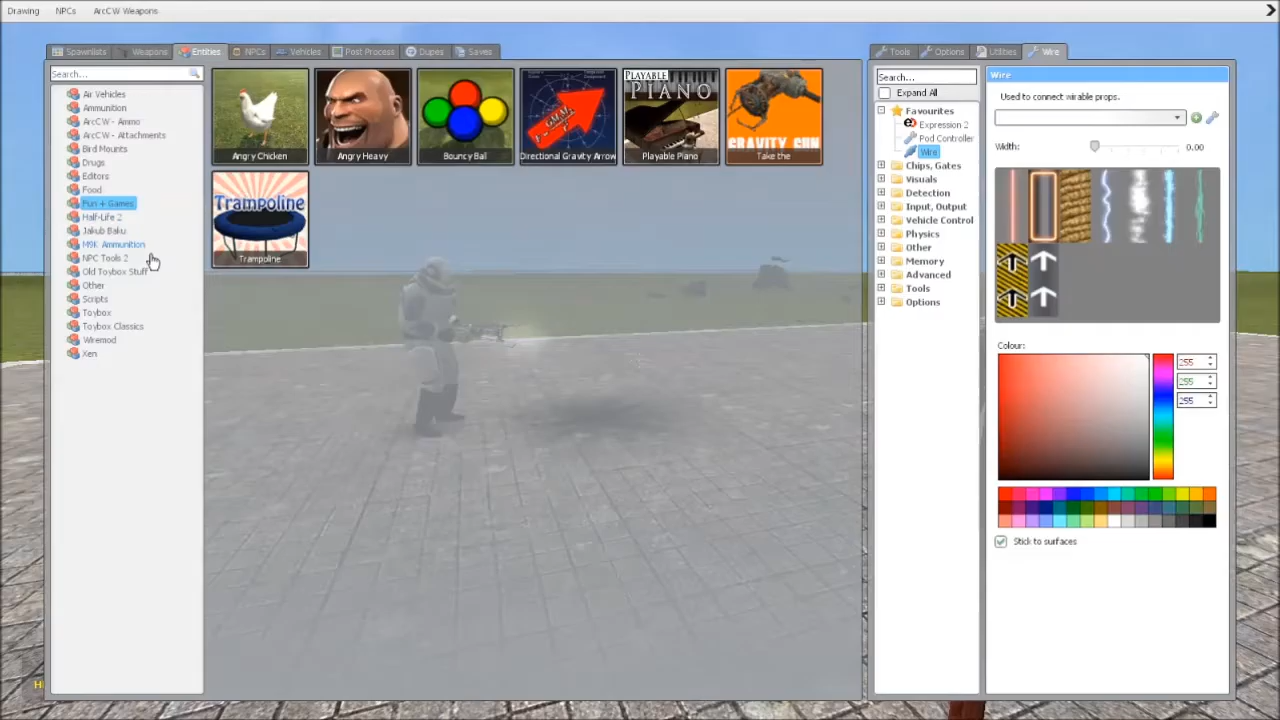 Drawing NPCs ArcCW Weapons
Spawnlists Weapons Entities NPCs Vehicles Post Process Dupes Saves
Search...
Air Vehicles
Ammunition
ArcCW - Ammo
ArcCW - Attachments
Bird Mounts
Drugs
Editors
Food
Fun + Games
Half-Life 2
Jakub Baku
M9K Ammunition
NPC Tools 2
Old Toybox Stuff
Other
Scripts
Toybox
Toybox Classics
Wiremod
Xen
Angry Chicken
Angry Heavy
Bouncy Ball
Directional Gravity Arrow
PLAYABLE
PIANO
Playable Piano
GRAVITY GUN
Take the
Trampoline
Trampoline
Tools Options Utilities Wire
Search...
Expand All
Favourites
Expression 2
Pod Controller
Wire
Chips, Gates
Visuals
Detection
Input, Output
Vehicle Control
Physics
Other
Memory
Advanced
Tools
Options
Wire
Used to connect wirable props.
Width: 0.00
Colour:
255
255
255
Stick to surfaces